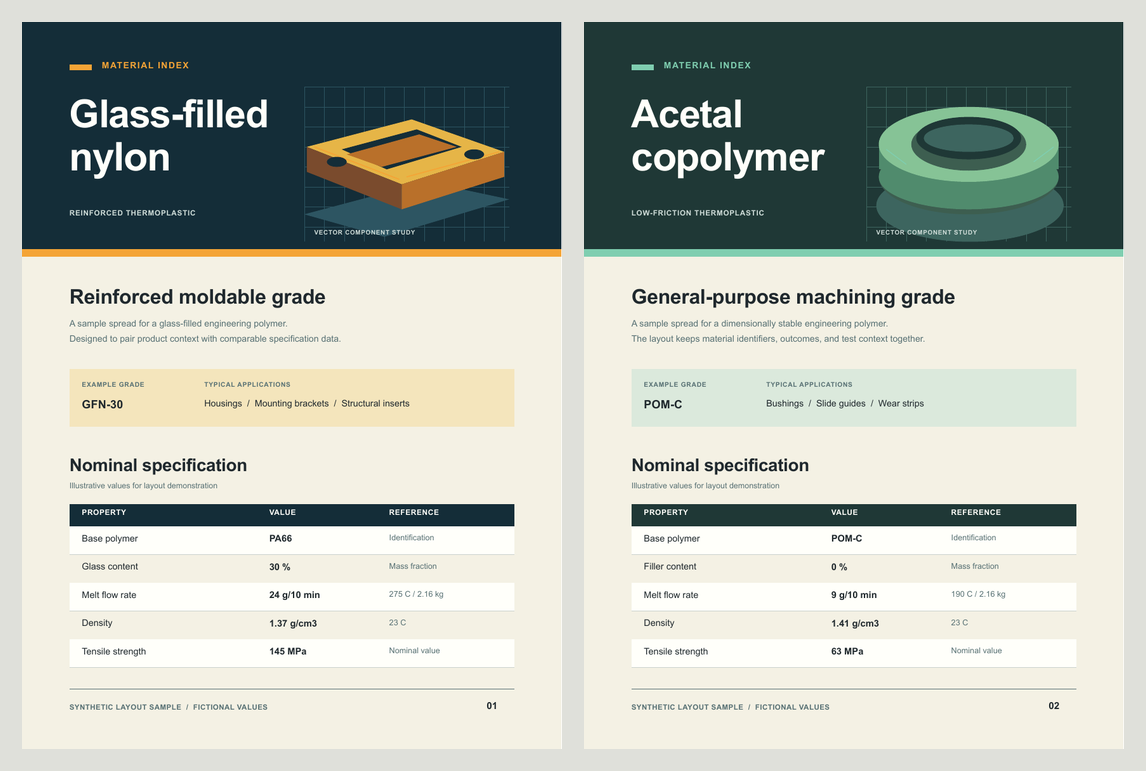 MATERIAL INDEX
Glass-filled
nylon
REINFORCED THERMOPLASTIC
VECTOR COMPONENT STUDY
Reinforced moldable grade
A sample spread for a glass-filled engineering polymer.
Designed to pair product context with comparable specification data.
EXAMPLE GRADE TYPICAL APPLICATIONS
GFN-30 Housings / Mounting brackets / Structural inserts
Nominal specification
Illustrative values for layout demonstration
PROPERTY VALUE REFERENCE
Base polymer PA66 Identification
Glass content 30 % Mass fraction
Melt flow rate 24 g/10 min 275 C / 2.16 kg
Density 1.37 g/cm3 23 C
Tensile strength 145 MPa Nominal value
SYNTHETIC LAYOUT SAMPLE / FICTIONAL VALUES 01
MATERIAL INDEX
Acetal
copolymer
LOW-FRICTION THERMOPLASTIC
VECTOR COMPONENT STUDY
General-purpose machining grade
A sample spread for a dimensionally stable engineering polymer.
The layout keeps material identifiers, outcomes, and test context together.
EXAMPLE GRADE TYPICAL APPLICATIONS
POM-C Bushings / Slide guides / Wear strips
Nominal specification
Illustrative values for layout demonstration
PROPERTY VALUE REFERENCE
Base polymer POM-C Identification
Filler content 0 % Mass fraction
Melt flow rate 9 g/10 min 190 C / 2.16 kg
Density 1.41 g/cm3 23 C
Tensile strength 63 MPa Nominal value
SYNTHETIC LAYOUT SAMPLE / FICTIONAL VALUES 02